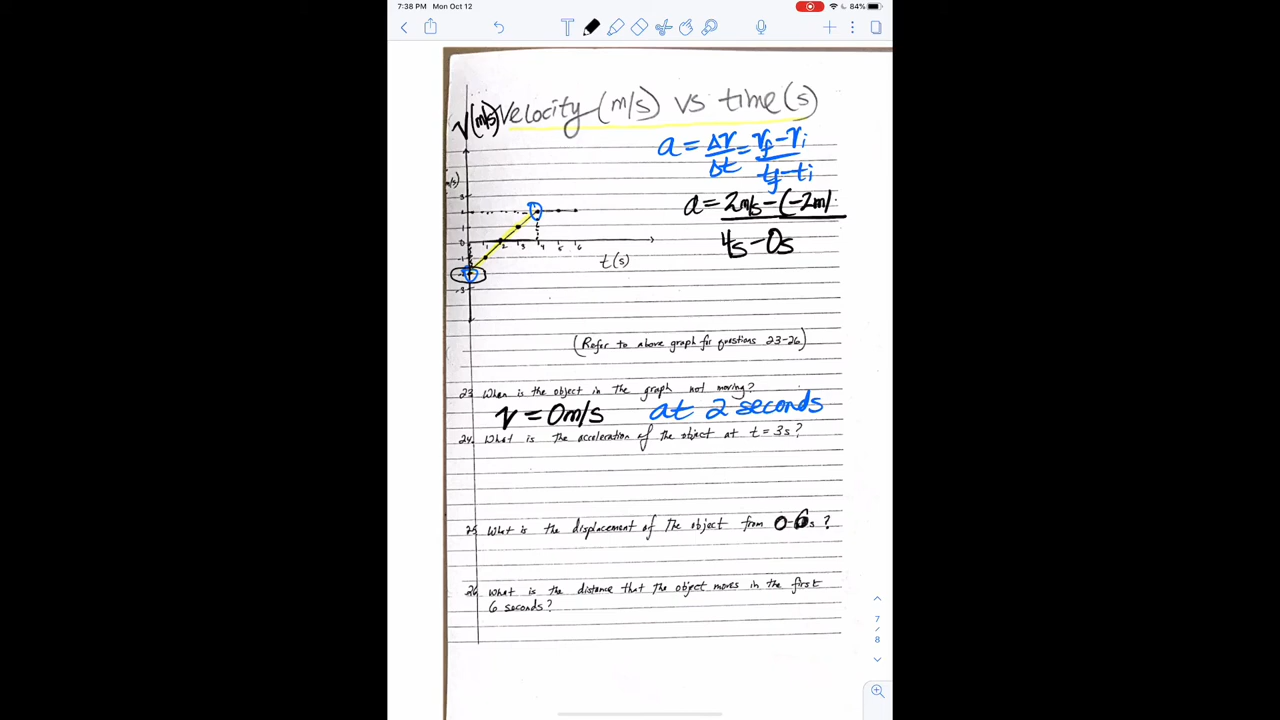 7:38 PM Mon Oct 12
84%
Velocity (m/s) vs time (s)
v (m/s)
a = Δv/Δt = vf - vi / tf - ti
a = 2m/s - (-2m/
4s - 0s
t(s)
(Refer to above graph for questions 23-26)
23 When is the object in the graph not moving?
v = 0m/s at 2 seconds
24. What is the acceleration of the object at t = 3s?
25 What is the displacement of the object from 0-6s?
26 What is the distance that the object moves in the first
6 seconds?
7
/
8